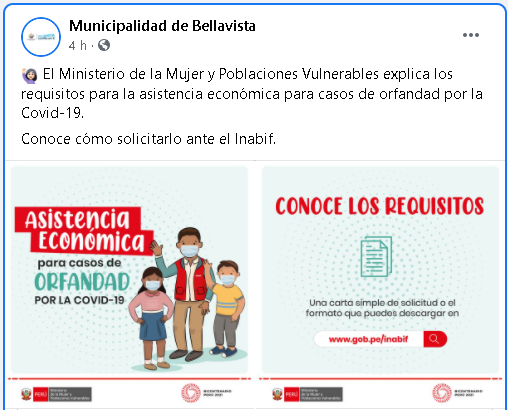 Municipalidad de Bellavista
4 h ·
El Ministerio de la Mujer y Poblaciones Vulnerables explica los
requisitos para la asistencia económica para casos de orfandad por la
Covid-19.
Conoce cómo solicitarlo ante el Inabif.
Asistencia
Económica
para casos de
ORFANDAD
POR LA COVID-19
PERÚ
Ministerio
de la Mujer y
Poblaciones Vulnerables
BICENTENARIO
PERÚ 2021
CONOCE LOS REQUISITOS
Una carta simple de solicitud o el
formato que puedes descargar en
www.gob.pe/inabif
PERÚ
Ministerio
de la Mujer y
Poblaciones Vulnerables
BICENTENARIO
PERÚ 2021